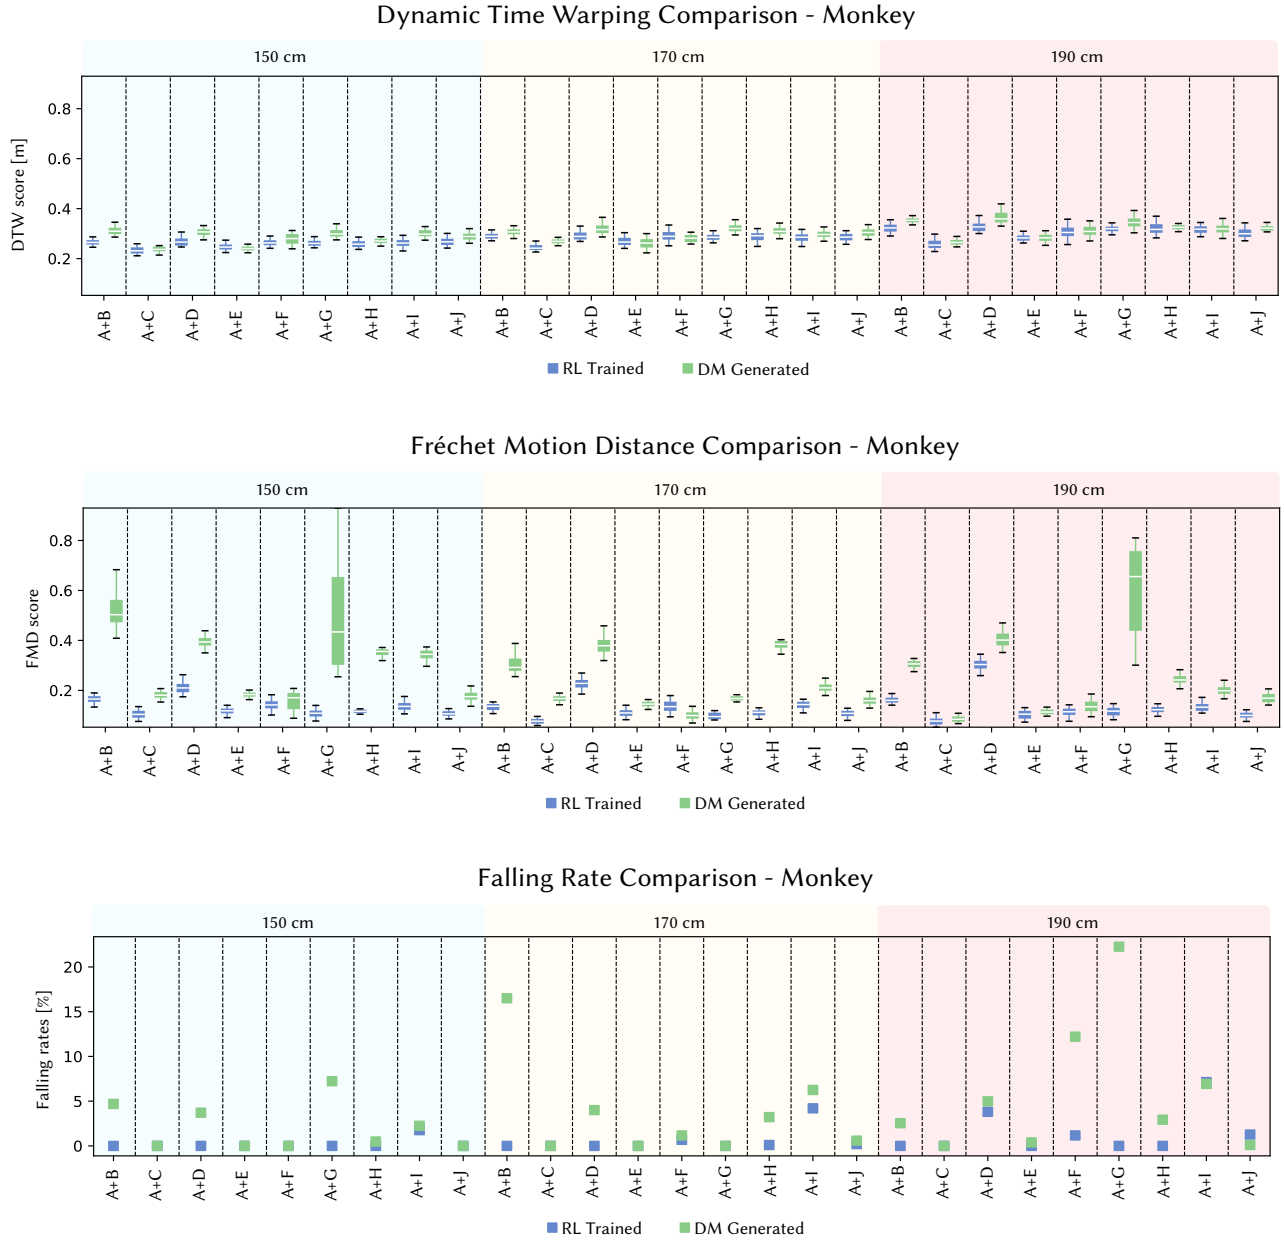 Dynamic Time Warping Comparison - Monkey
150 cm 170 cm 190 cm
DTW score [m]
0.8
0.6
0.4
0.2
A+B A+C A+D A+E A+F A+G A+H A+I A+J A+B A+C A+D A+E A+F A+G A+H A+I A+J A+B A+C A+D A+E A+F A+G A+H A+I A+J
RL Trained DM Generated
Fréchet Motion Distance Comparison - Monkey
150 cm 170 cm 190 cm
FMD score
0.8
0.6
0.4
0.2
A+B A+C A+D A+E A+F A+G A+H A+I A+J A+B A+C A+D A+E A+F A+G A+H A+I A+J A+B A+C A+D A+E A+F A+G A+H A+I A+J
RL Trained DM Generated
Falling Rate Comparison - Monkey
150 cm 170 cm 190 cm
Falling rates [%]
20
15
10
5
0
A+B A+C A+D A+E A+F A+G A+H A+I A+J A+B A+C A+D A+E A+F A+G A+H A+I A+J A+B A+C A+D A+E A+F A+G A+H A+I A+J
RL Trained DM Generated